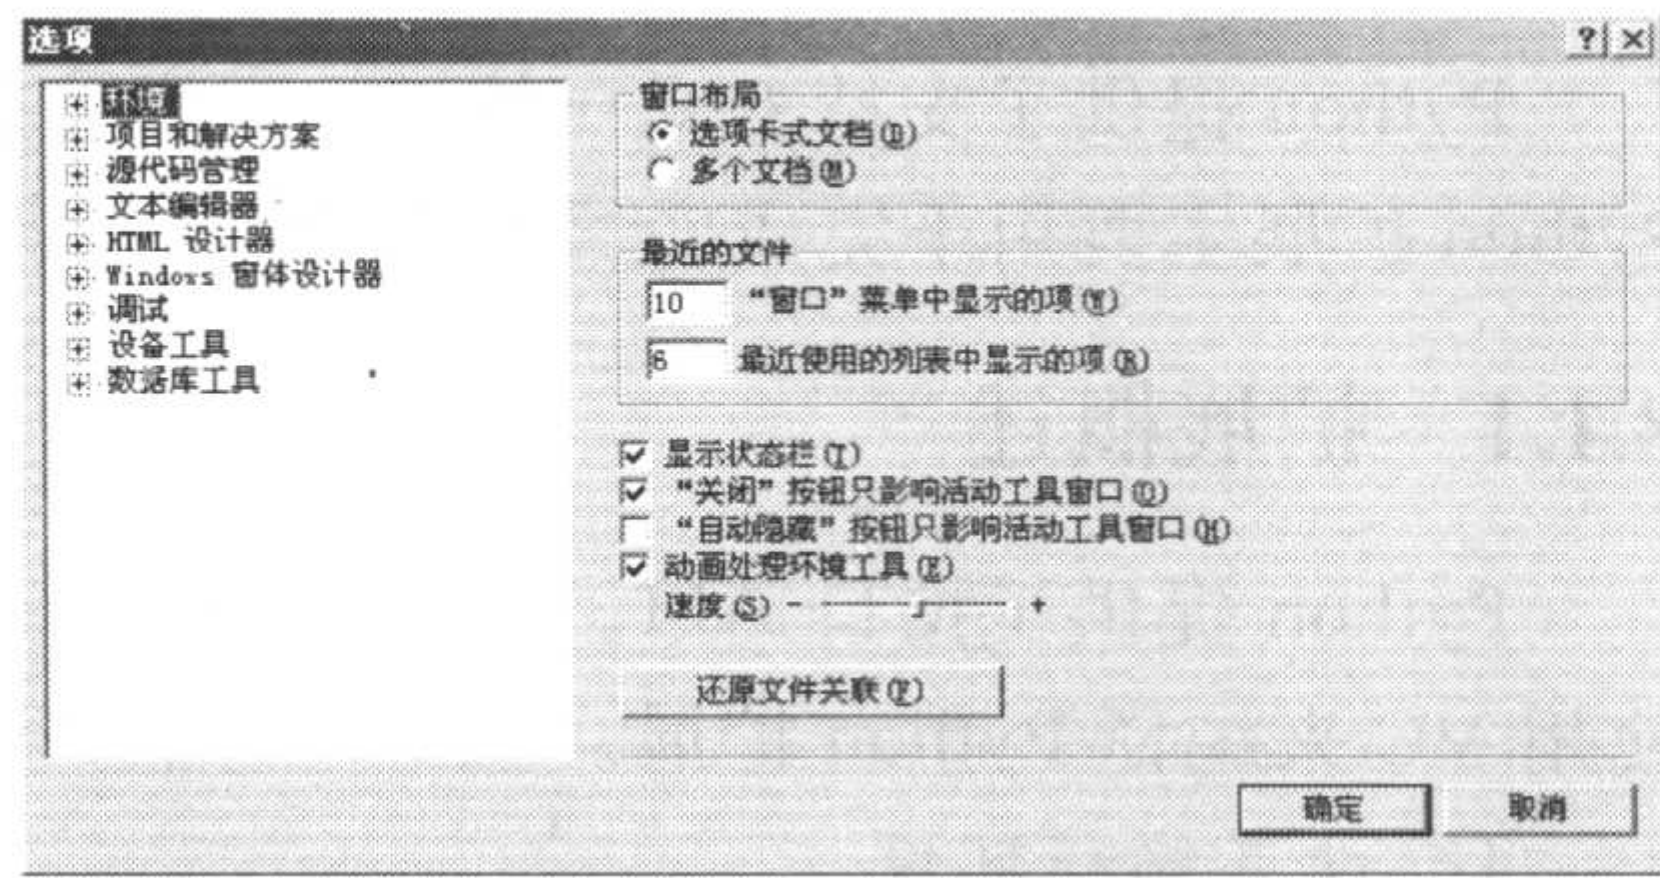 选项
环境
项目和解决方案
源代码管理
文本编辑器
HTML 设计器
Windows 窗体设计器
调试
设备工具
数据库工具
窗口布局
选项卡式文档(D)
多个文档(M)
最近的文件
10 “窗口”菜单中显示的项(W)
6 最近使用的列表中显示的项(R)
显示状态栏(T)
“关闭”按钮只影响活动工具窗口(O)
“自动隐藏”按钮只影响活动工具窗口(H)
动画处理环境工具(E)
速度(S) - +
还原文件关联(F)
确定 取消